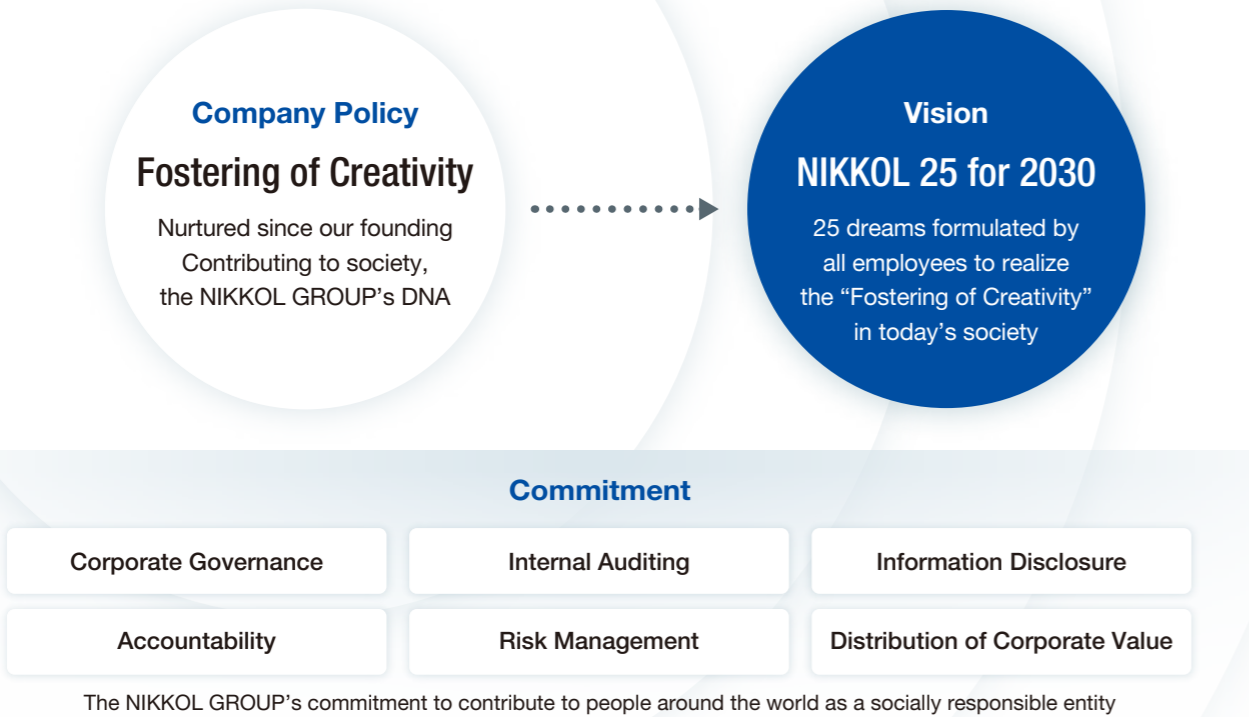 Company Policy
Fostering of Creativity
Nurtured since our founding
Contributing to society,
the NIKKOL GROUP’s DNA
Vision
NIKKOL 25 for 2030
25 dreams formulated by
all employees to realize
the “Fostering of Creativity”
in today’s society
Commitment
Corporate Governance
Internal Auditing
Information Disclosure
Accountability
Risk Management
Distribution of Corporate Value
The NIKKOL GROUP’s commitment to contribute to people around the world as a socially responsible entity